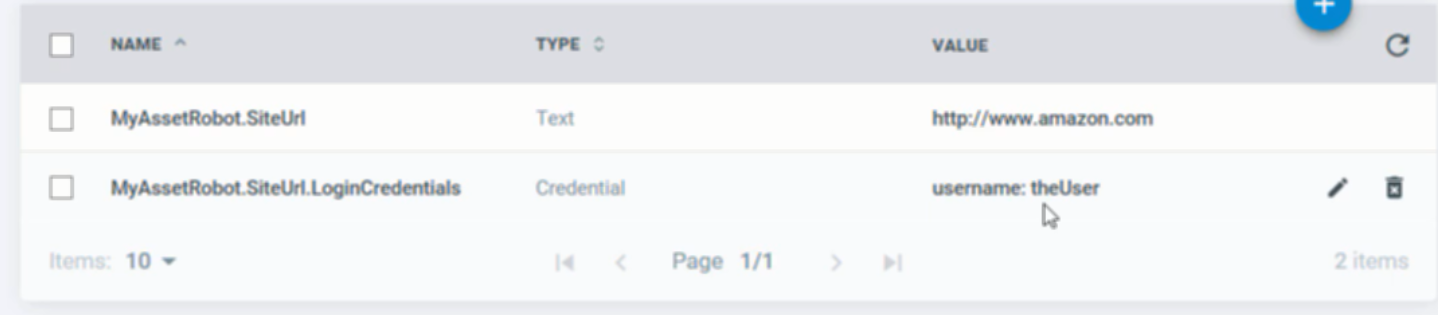 NAME TYPE VALUE
MyAssetRobot.SiteUrl Text http://www.amazon.com
MyAssetRobot.SiteUrl.LoginCredentials Credential username: theUser
Items: 10 Page 1/1 2 items